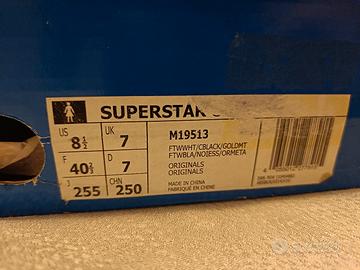 SUPERSTAR
US 8½ UK 7
M19513
FTWWHT/CBLACK/GOLDMT
FTWBLA/NOIESS/ORMETA
F 40⅔ D 7
ORIGINALS
ORIGINALS
J 255 CHN 250
MADE IN CHINA
FABRIQUÉ EN CHINE